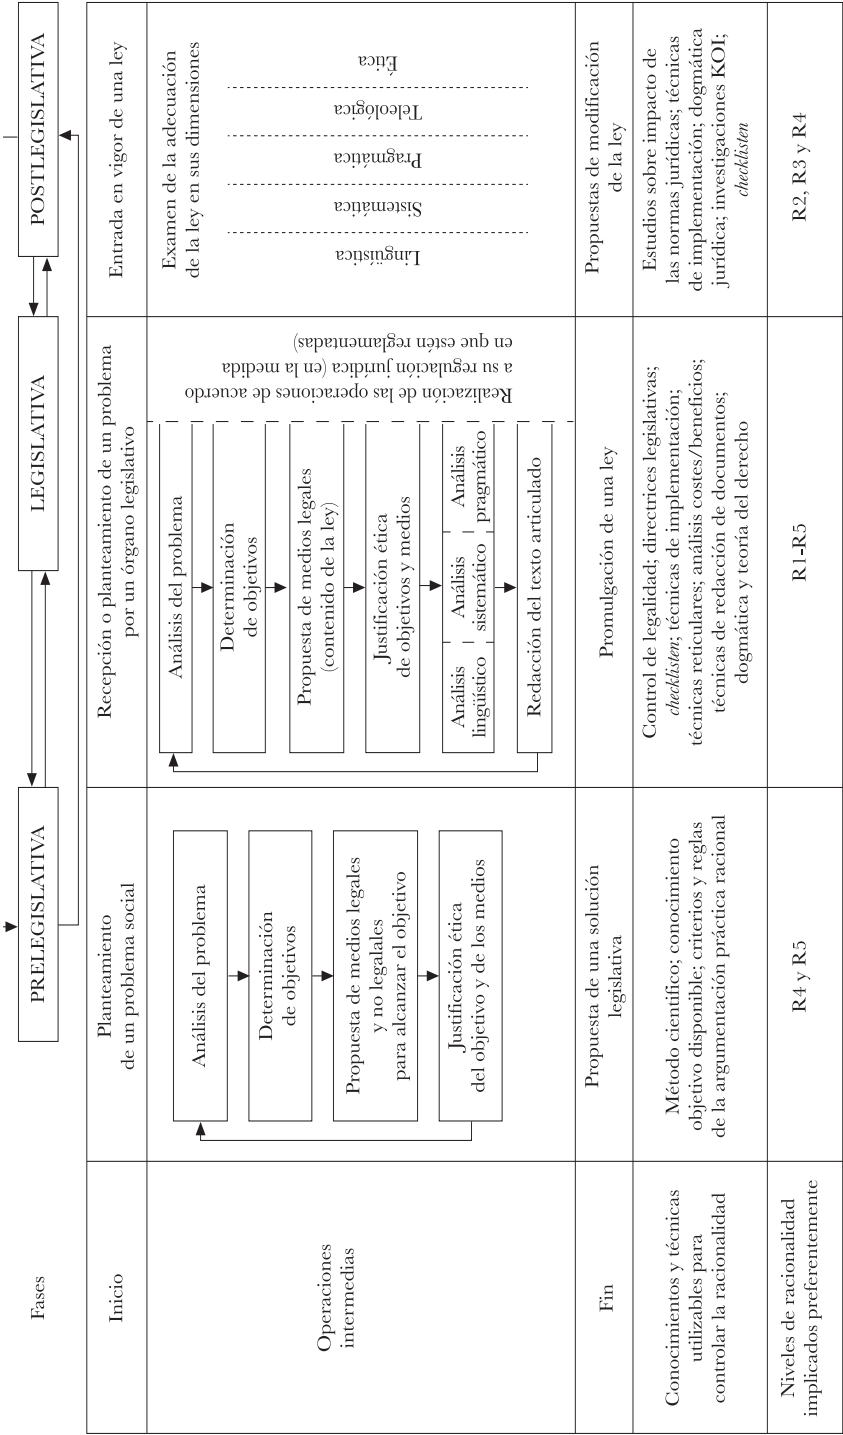 Fases
PRELEGISLATIVA
LEGISLATIVA
POSTLEGISLATIVA
Inicio
Planteamiento
de un problema social
Recepción o planteamiento de un problema
por un órgano legislativo
Entrada en vigor de una ley
Operaciones
intermedias
Análisis del problema
Determinación
de objetivos
Propuesta de medios legales
y no legalales
para alcanzar el objetivo
Justificación ética
del objetivo y de los medios
Análisis del problema
Determinación
de objetivos
Propuesta de medios legales
(contenido de la ley)
Justificación ética
de objetivos y medios
Análisis
lingüístico
Análisis
sistemático
Análisis
pragmático
Redacción del texto articulado
Realización de las operaciones de acuerdo
a su regulación jurídica (en la medida
en que estén reglamentadas)
Examen de la adecuación
de la ley en sus dimensiones
Lingüística
Sistemática
Pragmática
Teleológica
Ética
Fin
Propuesta de una solución
legislativa
Promulgación de una ley
Propuestas de modificación
de la ley
Conocimientos y técnicas
utilizables para
controlar la racionalidad
Método científico; conocimiento
objetivo disponible; criterios y reglas
de la argumentación práctica racional
Control de legalidad; directrices legislativas;
checklisten; técnicas de implementación;
técnicas reticulares; análisis costes/beneficios;
técnicas de redacción de documentos;
dogmática y teoría del derecho
Estudios sobre impacto de
las normas jurídicas; técnicas
de implementación; dogmática
jurídica; investigaciones KOI;
checklisten
Niveles de racionalidad
implicados preferentemente
R4 y R5
R1-R5
R2, R3 y R4